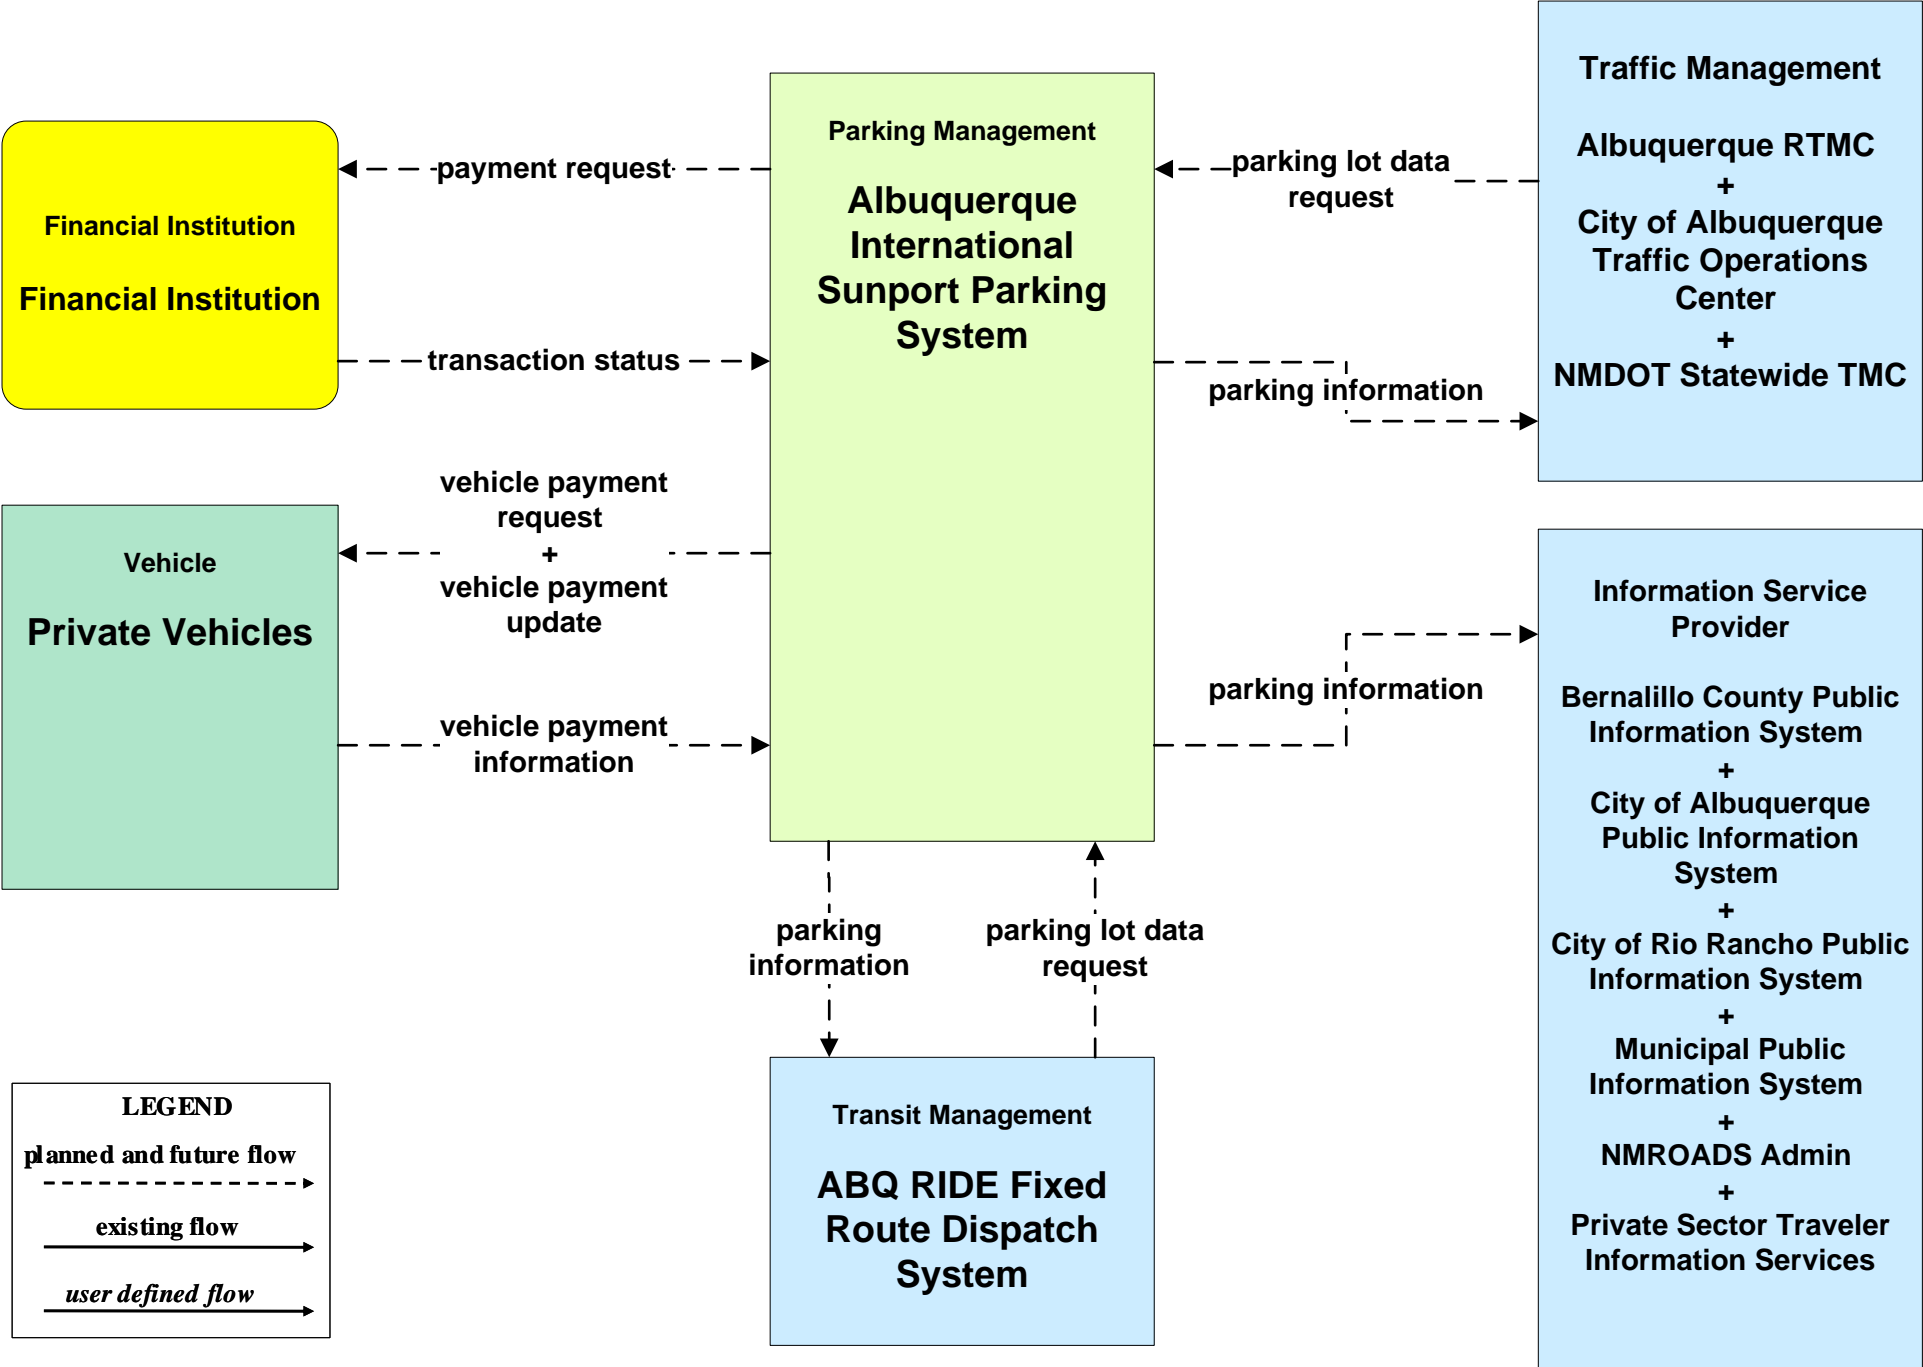 Financial Institution
Financial Institution
payment request
transaction status
Parking Management
Albuquerque
International
Sunport Parking
System
parking lot data
request
parking information
Traffic Management
Albuquerque RTMC
+
City of Albuquerque
Traffic Operations
Center
+
NMDOT Statewide TMC
Vehicle
Private Vehicles
vehicle payment
request
+
vehicle payment
update
vehicle payment
information
parking information
Information Service
Provider
Bernalillo County Public
Information System
+
City of Albuquerque
Public Information
System
+
City of Rio Rancho Public
Information System
+
Municipal Public
Information System
+
NMROADS Admin
+
Private Sector Traveler
Information Services
parking
information
parking lot data
request
Transit Management
ABQ RIDE Fixed
Route Dispatch
System
LEGEND
planned and future flow
existing flow
user defined flow